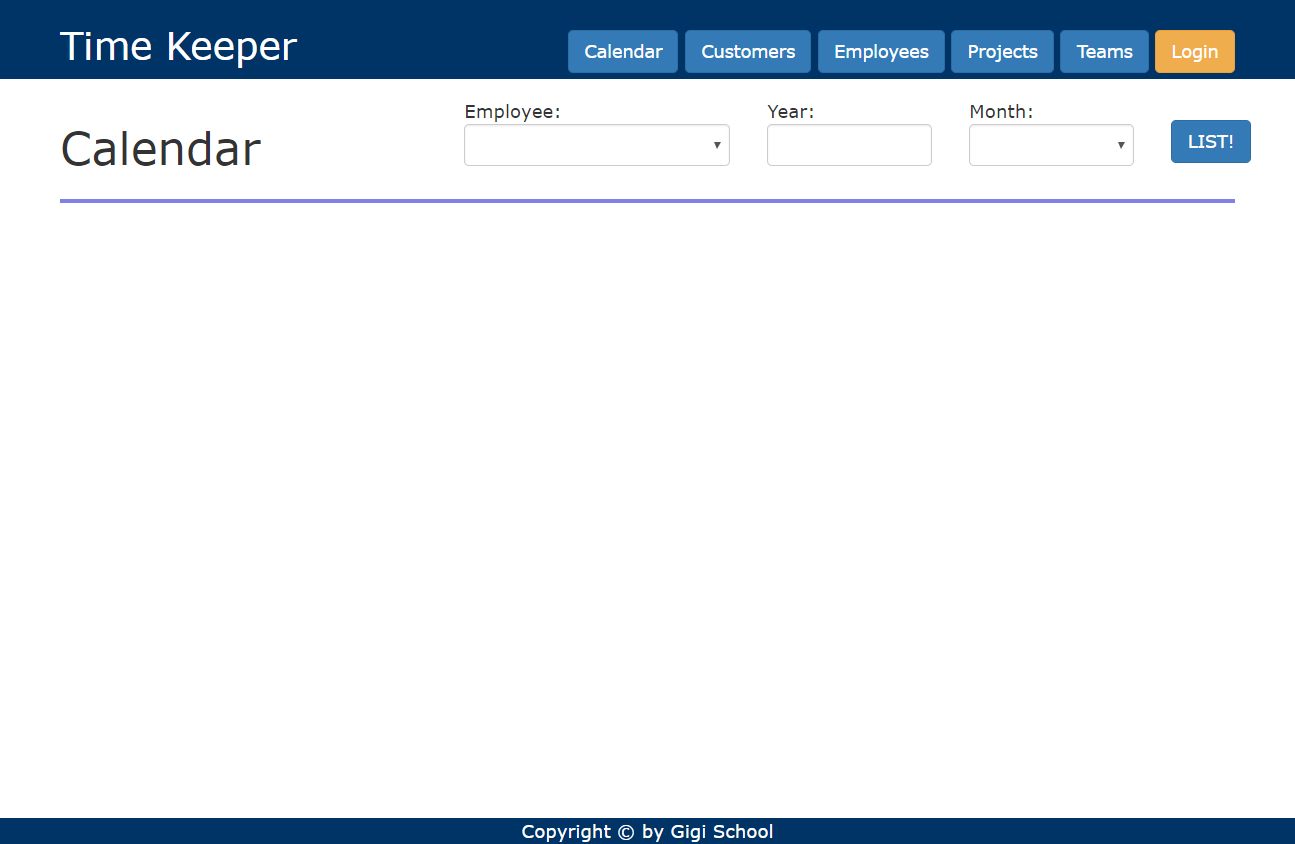 Time Keeper
Calendar Customers Employees Projects Teams Login
Calendar
Employee: Year: Month:
LIST!
Copyright © by Gigi School